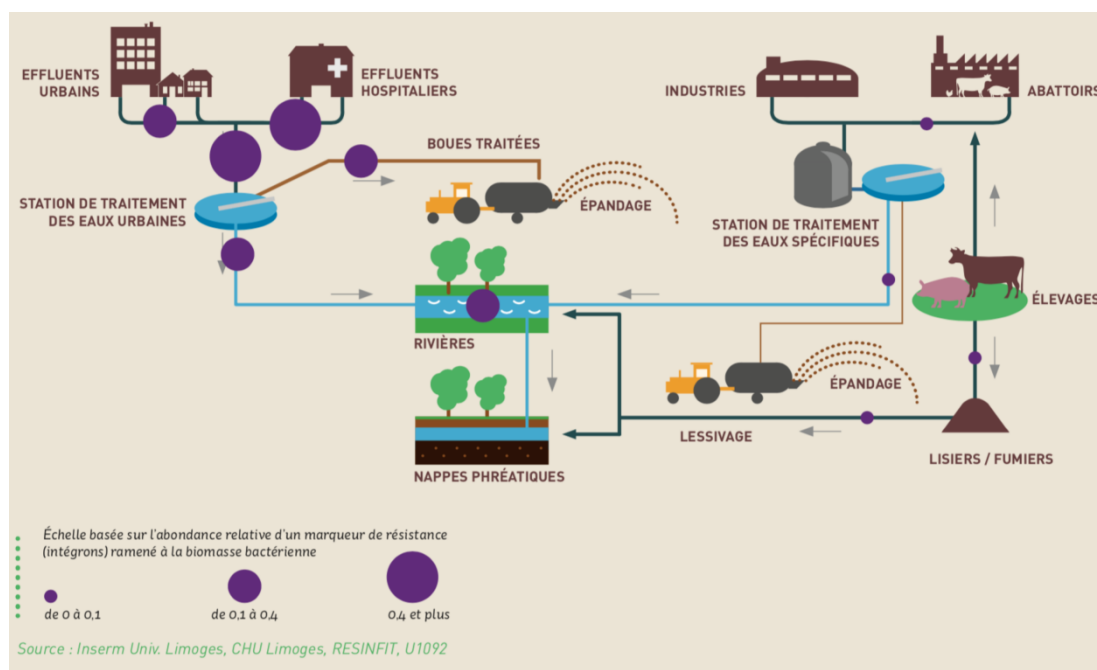 EFFLUENTS
URBAINS
EFFLUENTS
HOSPITALIERS
INDUSTRIES
ABATTOIRS
BOUES TRAITÉES
STATION DE TRAITEMENT
DES EAUX URBAINES
ÉPANDAGE
STATION DE TRAITEMENT
DES EAUX SPÉCIFIQUES
ÉLEVAGES
RIVIÈRES
ÉPANDAGE
LESSIVAGE
LISIERS / FUMIERS
NAPPES PHRÉATIQUES
Échelle basée sur l'abondance relative d'un marqueur de résistance
(intégrons) ramené à la biomasse bactérienne
de 0 à 0,1
de 0,1 à 0,4
0,4 et plus
Source : Inserm Univ. Limoges, CHU Limoges, RESINFIT, U1092